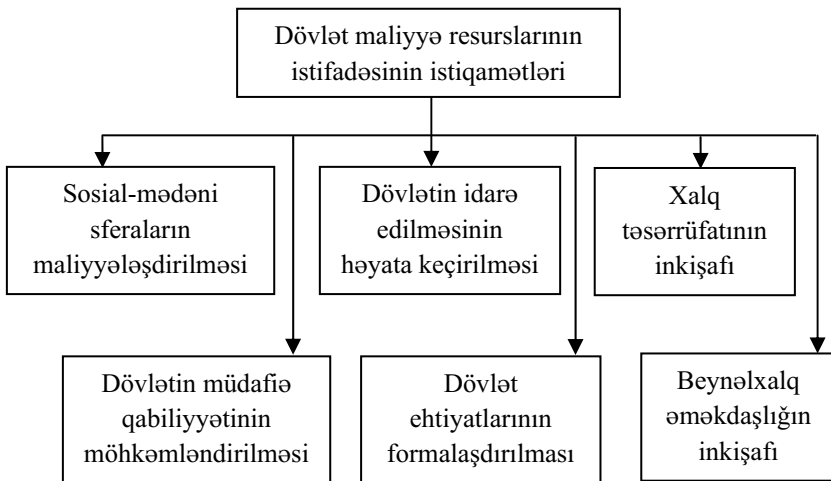 Dövlət maliyyə resurslarının
istifadəsinin istiqamətləri
Sosial-mədəni
sferaların
maliyyələşdirilməsi
Dövlətin idarə
edilməsinin
həyata keçirilməsi
Xalq
təsərrüfatının
inkişafı
Dövlətin müdafiə
qabiliyyətinin
möhkəmləndirilməsi
Dövlət
ehtiyatlarının
formalaşdırılması
Beynəlxalq
əməkdaşlığın
inkişafı